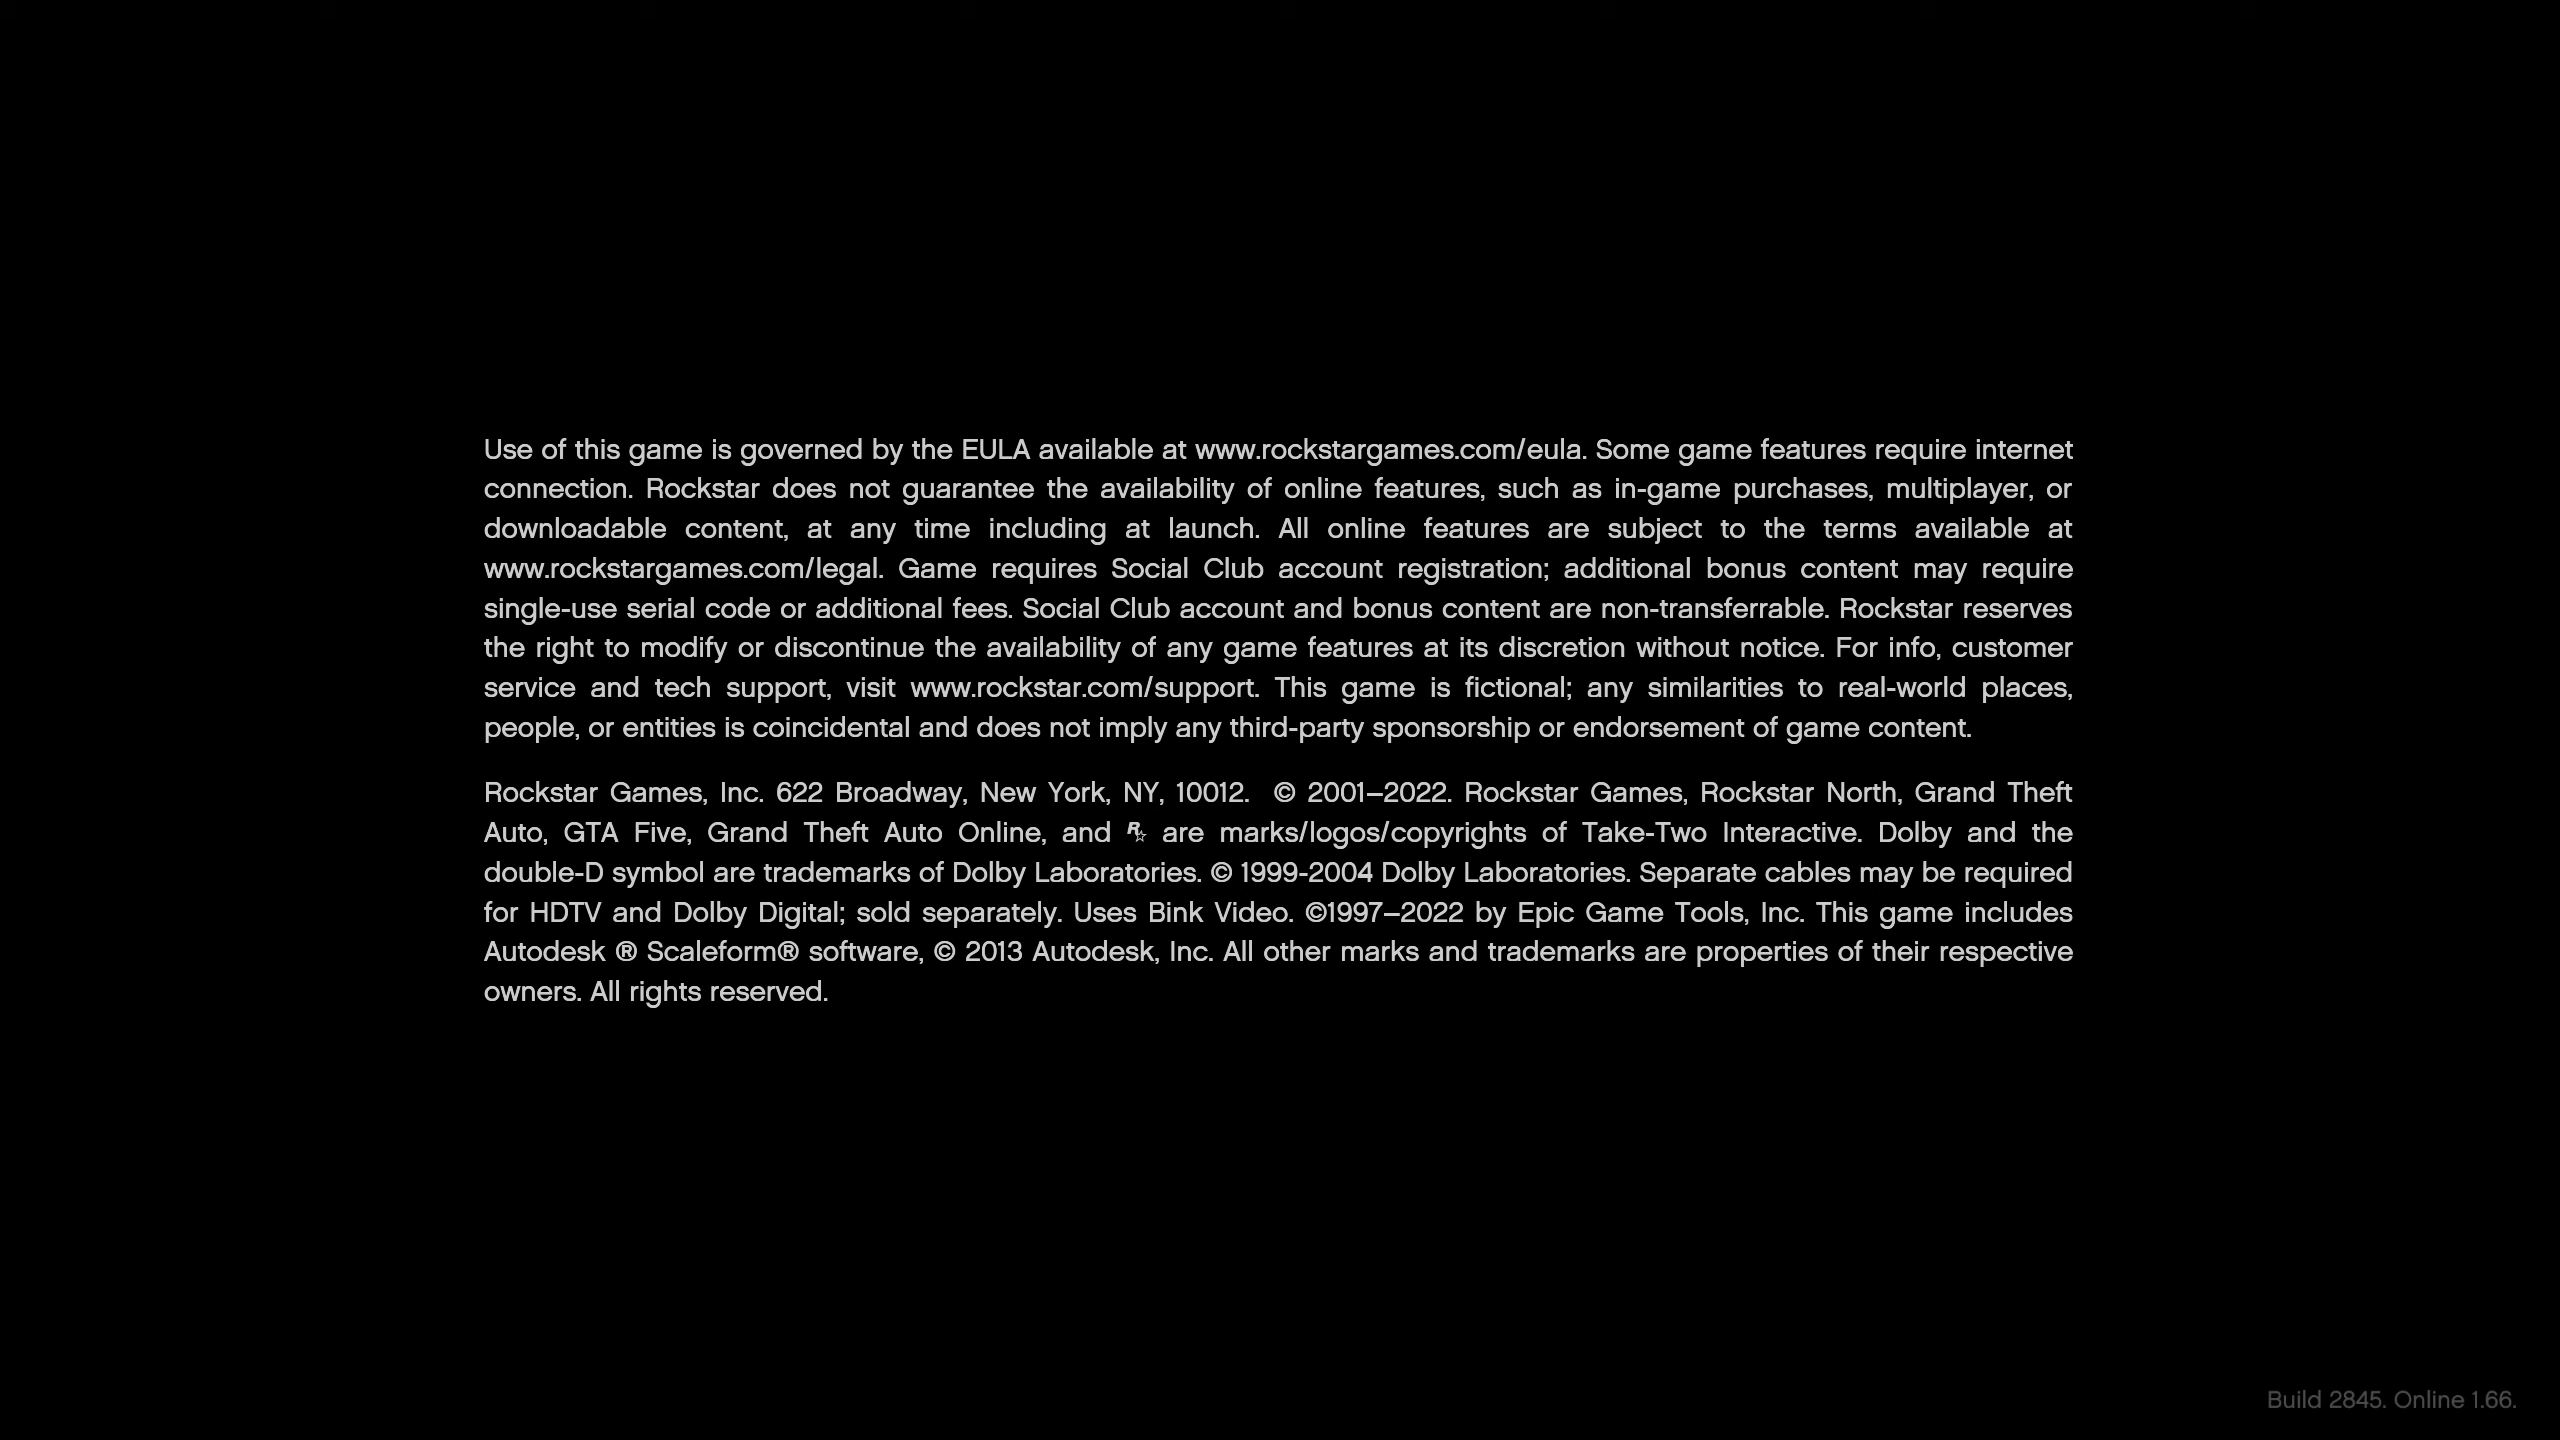 Use of this game is governed by the EULA available at www.rockstargames.com/eula. Some game features require internet
connection. Rockstar does not guarantee the availability of online features, such as in-game purchases, multiplayer, or
downloadable content, at any time including at launch. All online features are subject to the terms available at
www.rockstargames.com/legal. Game requires Social Club account registration; additional bonus content may require
single-use serial code or additional fees. Social Club account and bonus content are non-transferrable. Rockstar reserves
the right to modify or discontinue the availability of any game features at its discretion without notice. For info, customer
service and tech support, visit www.rockstar.com/support. This game is fictional; any similarities to real-world places,
people, or entities is coincidental and does not imply any third-party sponsorship or endorsement of game content.
Rockstar Games, Inc. 622 Broadway, New York, NY, 10012. © 2001–2022. Rockstar Games, Rockstar North, Grand Theft
Auto, GTA Five, Grand Theft Auto Online, and R☆ are marks/logos/copyrights of Take-Two Interactive. Dolby and the
double-D symbol are trademarks of Dolby Laboratories. © 1999-2004 Dolby Laboratories. Separate cables may be required
for HDTV and Dolby Digital; sold separately. Uses Bink Video. ©1997–2022 by Epic Game Tools, Inc. This game includes
Autodesk ® Scaleform® software, © 2013 Autodesk, Inc. All other marks and trademarks are properties of their respective
owners. All rights reserved.
Build 2845. Online 1.66.